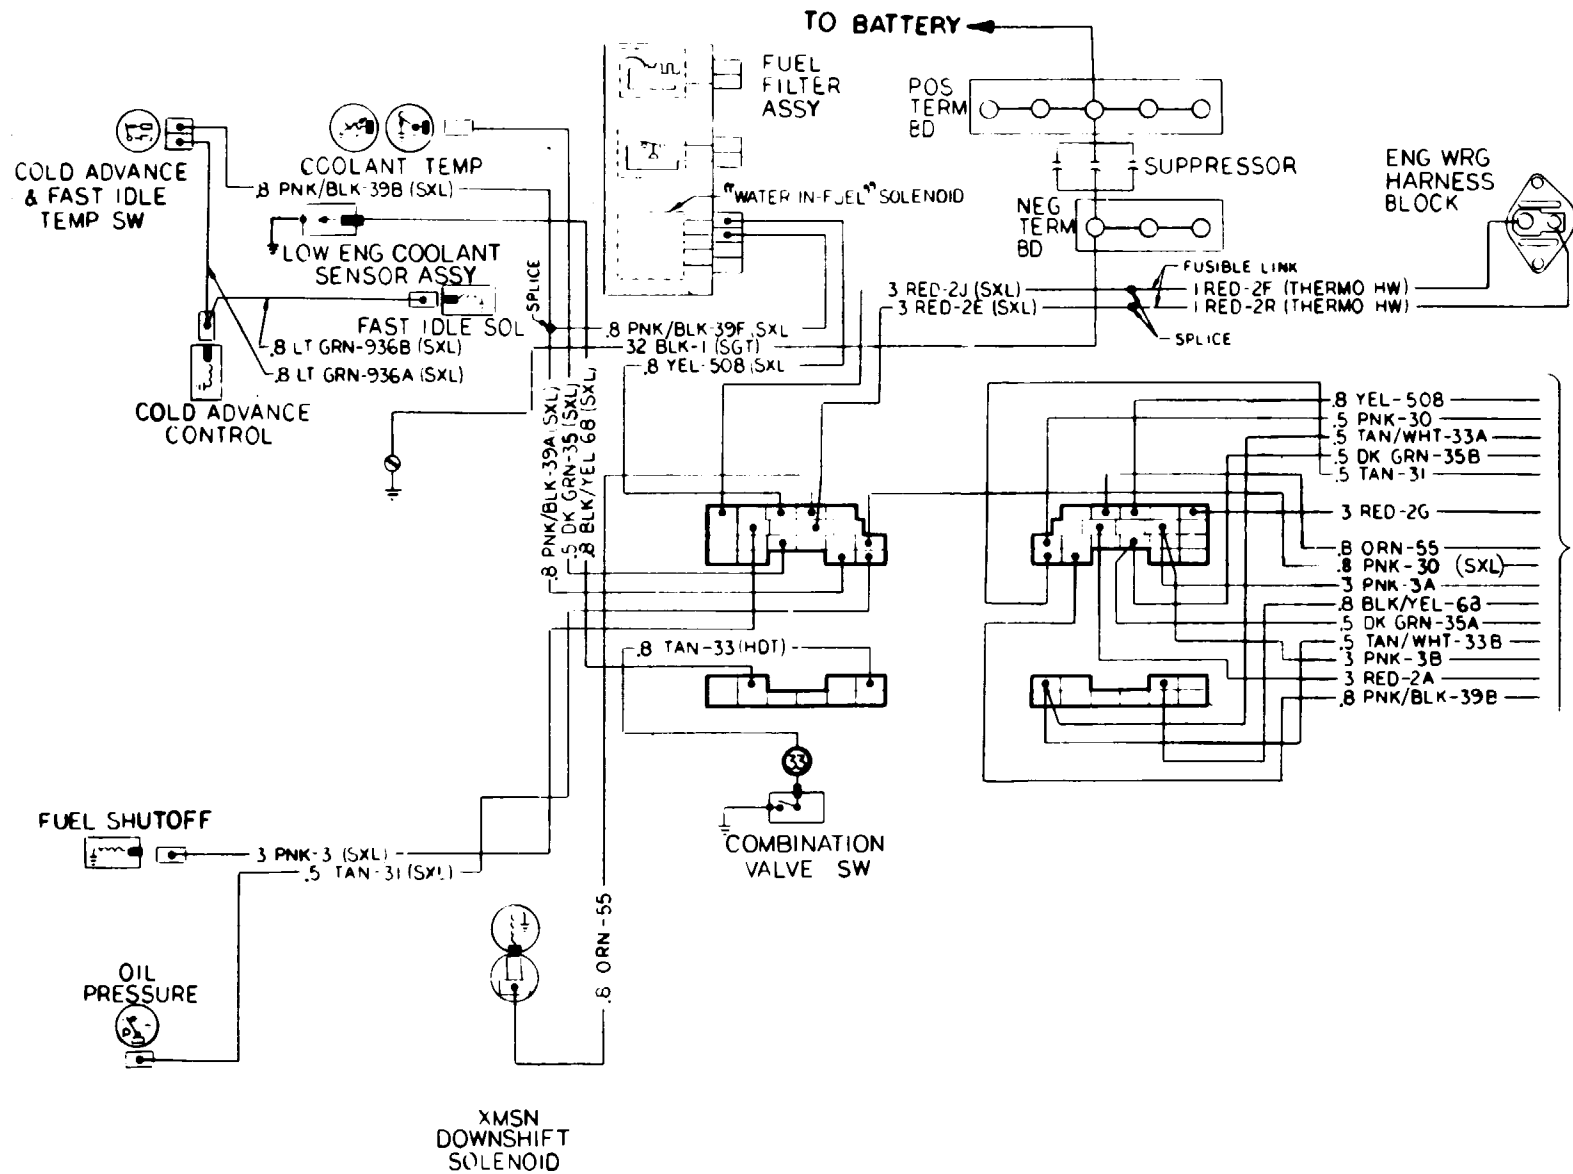 TO BATTERY
FUEL
FILTER
ASSY
POS
TERM
BD
SUPPRESSOR
NEG
TERM
BD
ENG WRG
HARNESS
BLOCK
COLD ADVANCE
& FAST IDLE
TEMP SW
COOLANT TEMP
.8 PNK/BLK-39B (SXL)
"WATER IN-FUEL" SOLENOID
LOW ENG COOLANT
SENSOR ASSY
SPLICE
FAST IDLE SOL
.8 LT GRN-936B (SXL)
.8 LT GRN-936A (SXL)
COLD ADVANCE
CONTROL
FUSIBLE LINK
3 RED-2J (SXL)
1 RED-2F (THERMO HW)
3 RED-2E (SXL)
1 RED-2R (THERMO HW)
SPLICE
.8 PNK/BLK-39F (SXL
32 BLK-1 (SGT)
.8 YEL-508 (SXL
.8 PNK/BLK-39A (SXL)
.5 DK GRN-35 (SXL)
.8 BLK/YEL 68 (SXL)
.8 YEL-508
.5 PNK-30
.5 TAN/WHT-33A
.5 DK GRN-35B
.5 TAN-31
3 RED-2G
.8 ORN-55
.8 PNK-30 (SXL)
3 PNK-3A
.8 BLK/YEL-68
.5 DK GRN-35A
.5 TAN/WHT-33B
3 PNK-3B
3 RED-2A
.8 PNK/BLK-39B
.8 TAN-33 (HDT)
33
COMBINATION
VALVE SW
FUEL SHUTOFF
3 PNK-3 (SXL)
.5 TAN-31 (SXL)
.8 ORN-55
OIL
PRESSURE
XMSN
DOWNSHIFT
SOLENOID